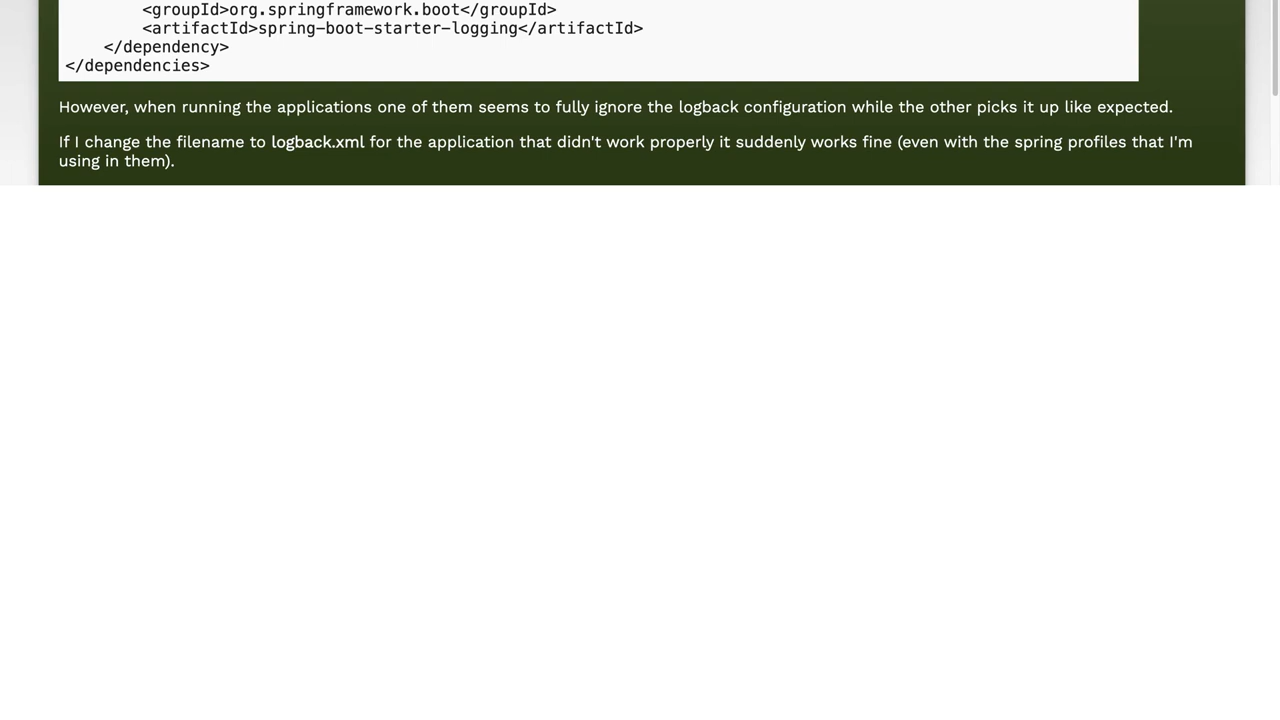 <groupId>org.springframework.boot</groupId>
<artifactId>spring-boot-starter-logging</artifactId>
</dependency>
</dependencies>
However, when running the applications one of them seems to fully ignore the logback configuration while the other picks it up like expected.
If I change the filename to logback.xml for the application that didn't work properly it suddenly works fine (even with the spring profiles that I'm
using in them).